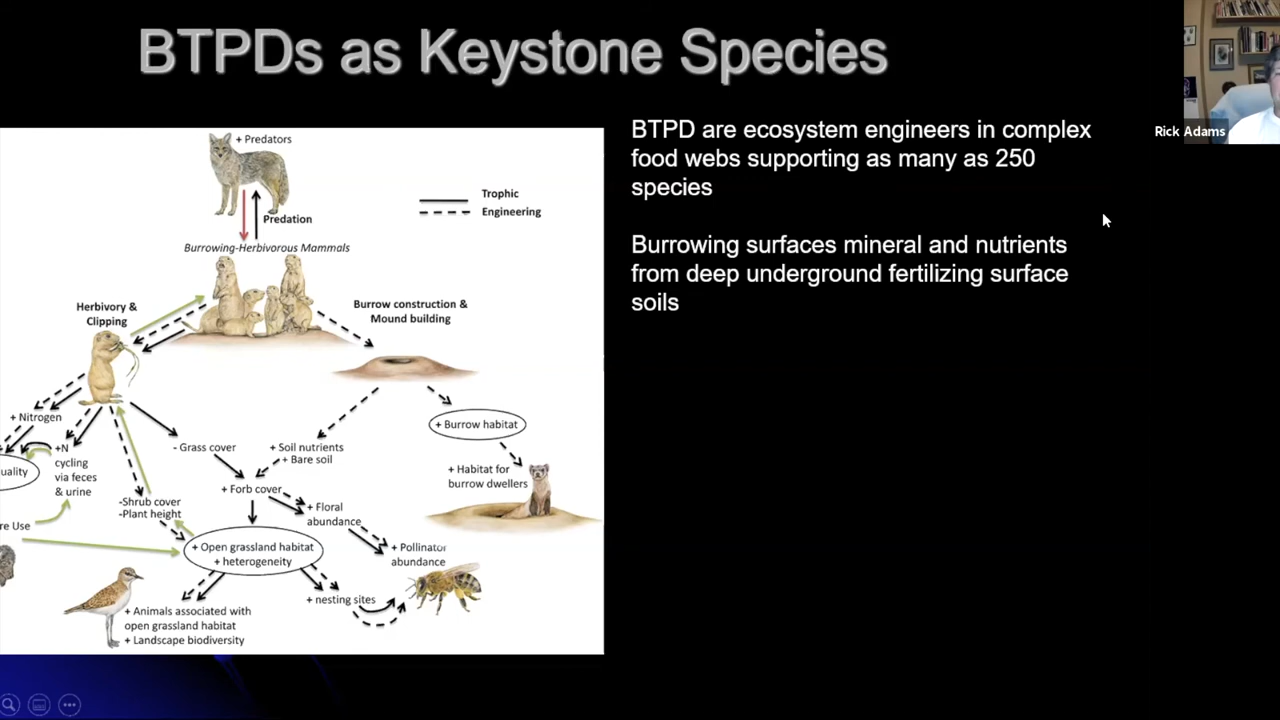 BTPDs as Keystone Species
Rick Adams
BTPD are ecosystem engineers in complex
food webs supporting as many as 250
species
Burrowing surfaces mineral and nutrients
from deep underground fertilizing surface
soils
+ Predators
Trophic
Engineering
Predation
Burrowing-Herbivorous Mammals
Herbivory &
Clipping
Burrow construction &
Mound building
+ Nitrogen
+N
cycling
via feces
& urine
uality
re Use
-Shrub cover
-Plant height
- Grass cover
+ Soil nutrients
+ Bare soil
+ Burrow habitat
+ Habitat for
burrow dwellers
+ Forb cover
+ Floral
abundance
+ Pollinator
abundance
+ Open grassland habitat
+ heterogeneity
+ nesting sites
+ Animals associated with
open grassland habitat
+ Landscape biodiversity